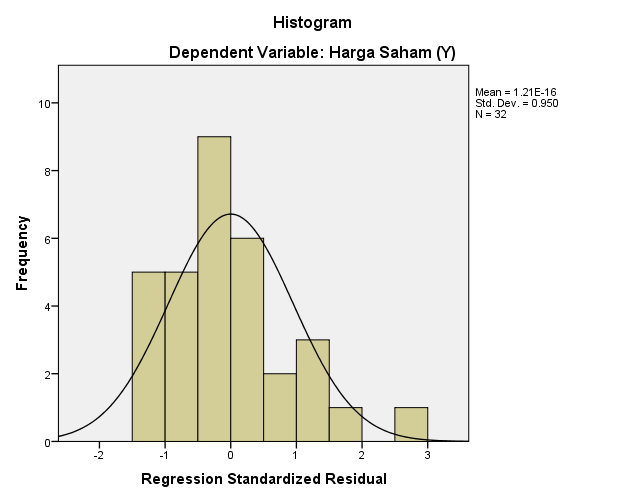 Histogram
Dependent Variable: Harga Saham (Y)
Mean = 1.21E-16
Std. Dev. = 0.950
N = 32
Frequency
10
8
6
4
2
0
-2 -1 0 1 2 3
Regression Standardized Residual